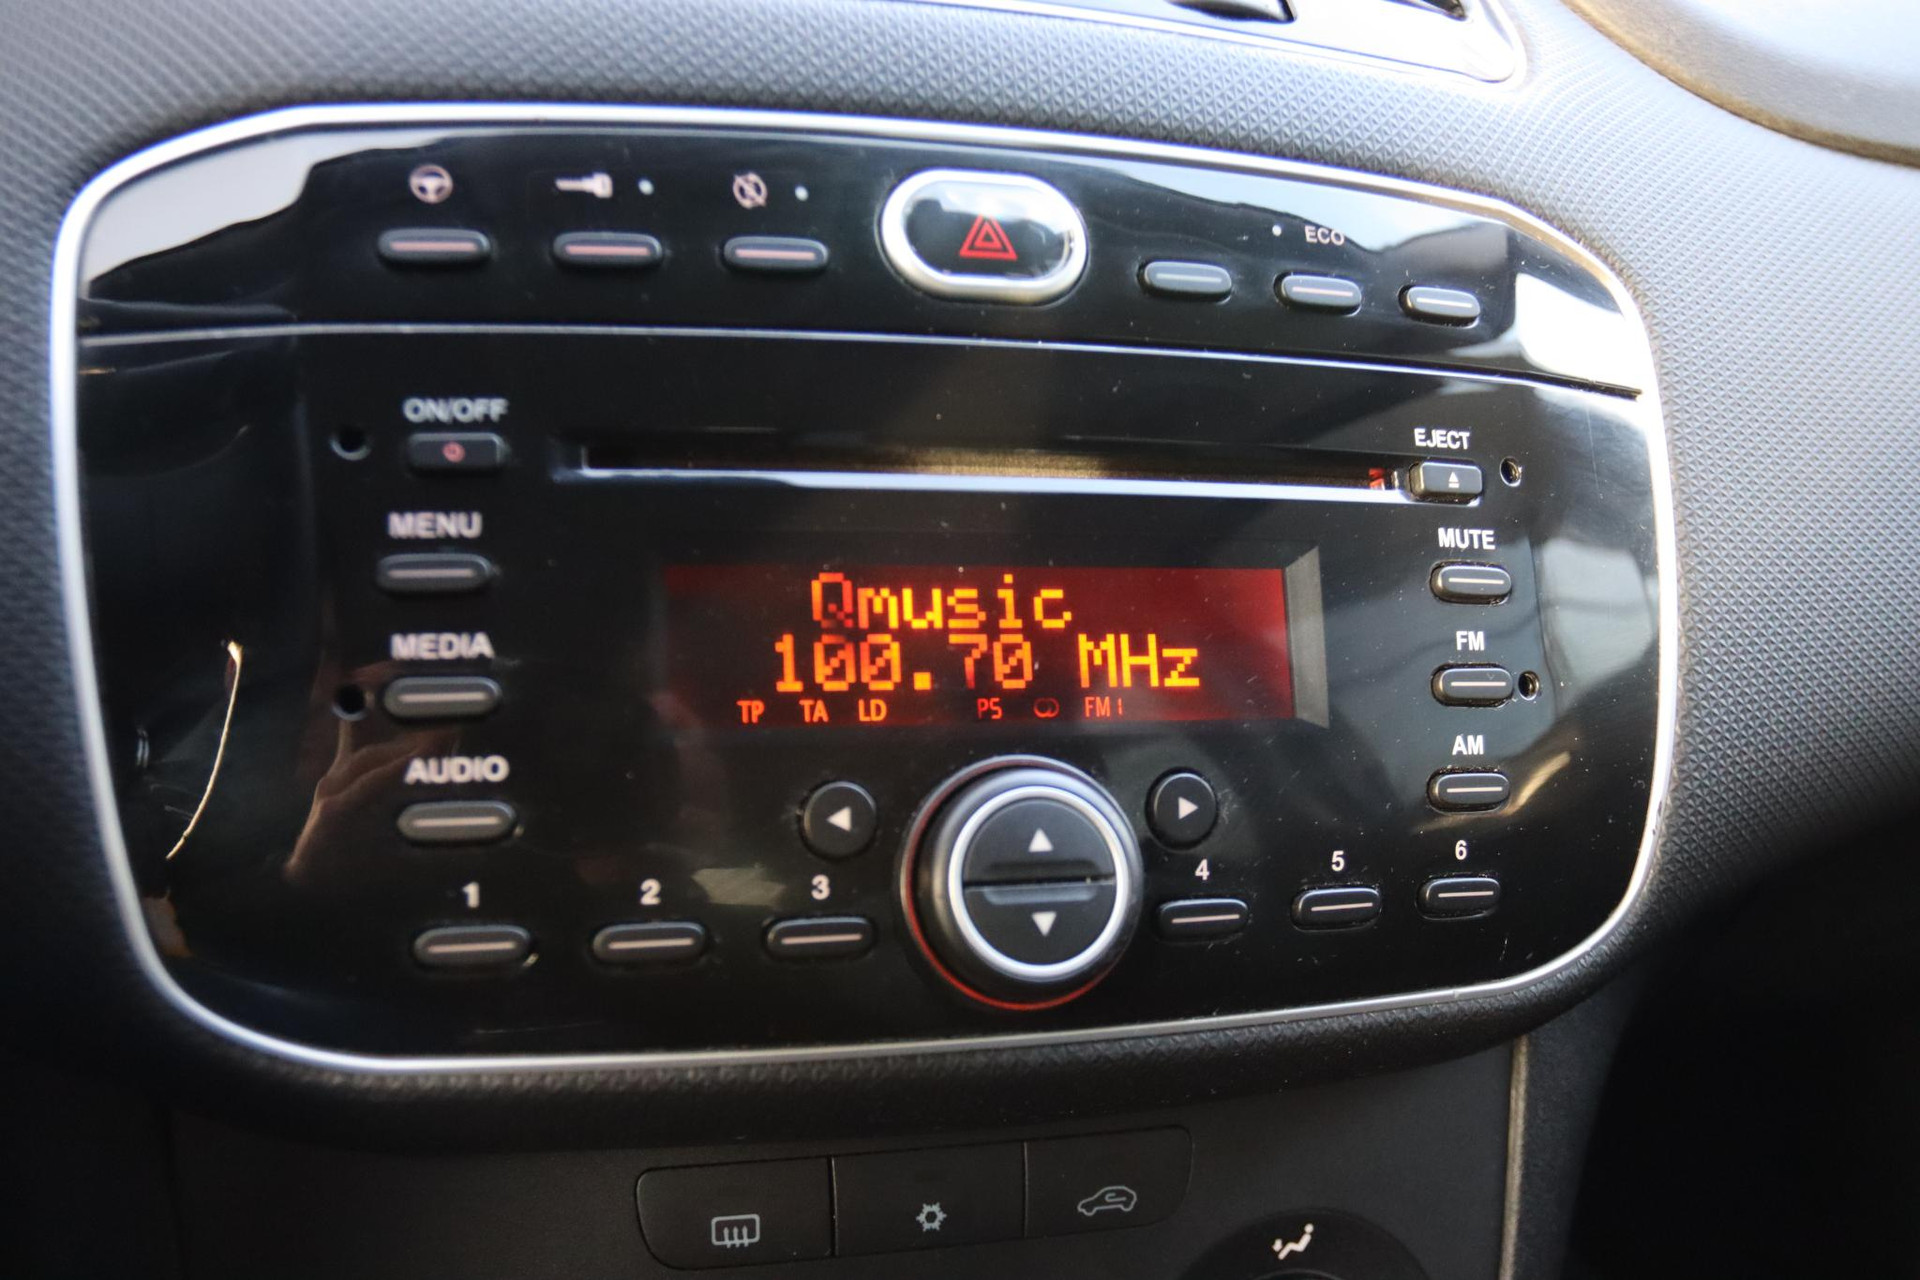 ECO
ON/OFF
EJECT
MENU
MUTE
Qmusic
100.70 MHz
TP TA LD PS FM1
MEDIA
FM
AUDIO
AM
1 2 3 4 5 6